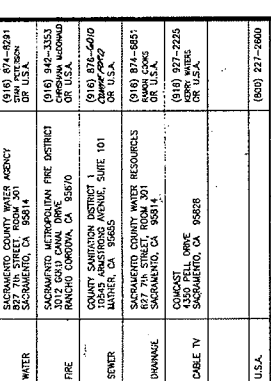 WATER
SACRAMENTO COUNTY WATER AGENCY
827 7th STREET, ROOM 301
SACRAMENTO, CA 95814
(916) 874-8291
STAN PETERSON
OR U.S.A.
FIRE
SACRAMENTO METROPOLITAN FIRE DISTRICT
3012 GOLD CANAL DRIVE
RANCHO CORDOVA, CA 95670
(916) 942-3353
McDONALD
OR U.S.A.
SEWER
COUNTY SANITATION DISTRICT 1
10545 ARMSTRONG AVENUE, SUITE 101
MATHER, CA 95655
(916) 876-6010
OR U.S.A.
DRAINAGE
SACRAMENTO COUNTY WATER RESOURCES
827 7th STREET, ROOM 301
SACRAMENTO, CA 95814
(916) 874-6851
RAMON COOKS
OR U.S.A.
CABLE TV
COMCAST
4350 PELL DRIVE
SACRAMENTO, CA 95828
(916) 927-2225
KERRY WATERS
OR U.S.A.
U.S.A.
(800) 227-2600